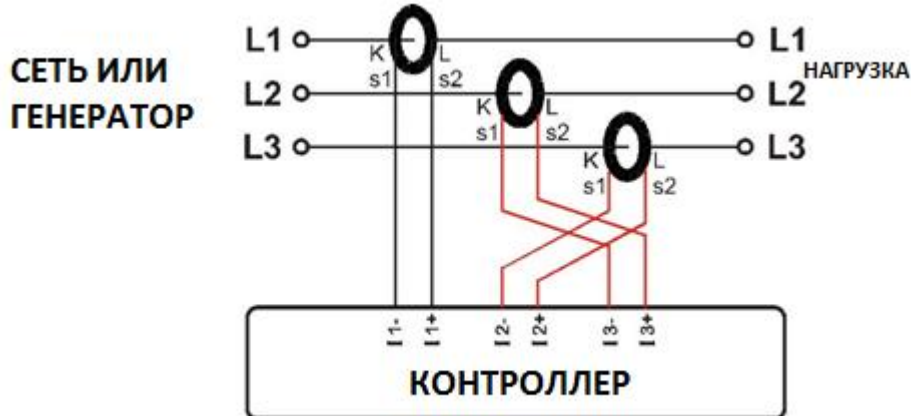 L1 L1
K L
s1 s2
СЕТЬ ИЛИ
ГЕНЕРАТОР
НАГРУЗКА
L2 L2
K L
s1 s2
L3 L3
K L
s1 s2
I1- I1+ I2- I2+ I3- I3+
КОНТРОЛЛЕР